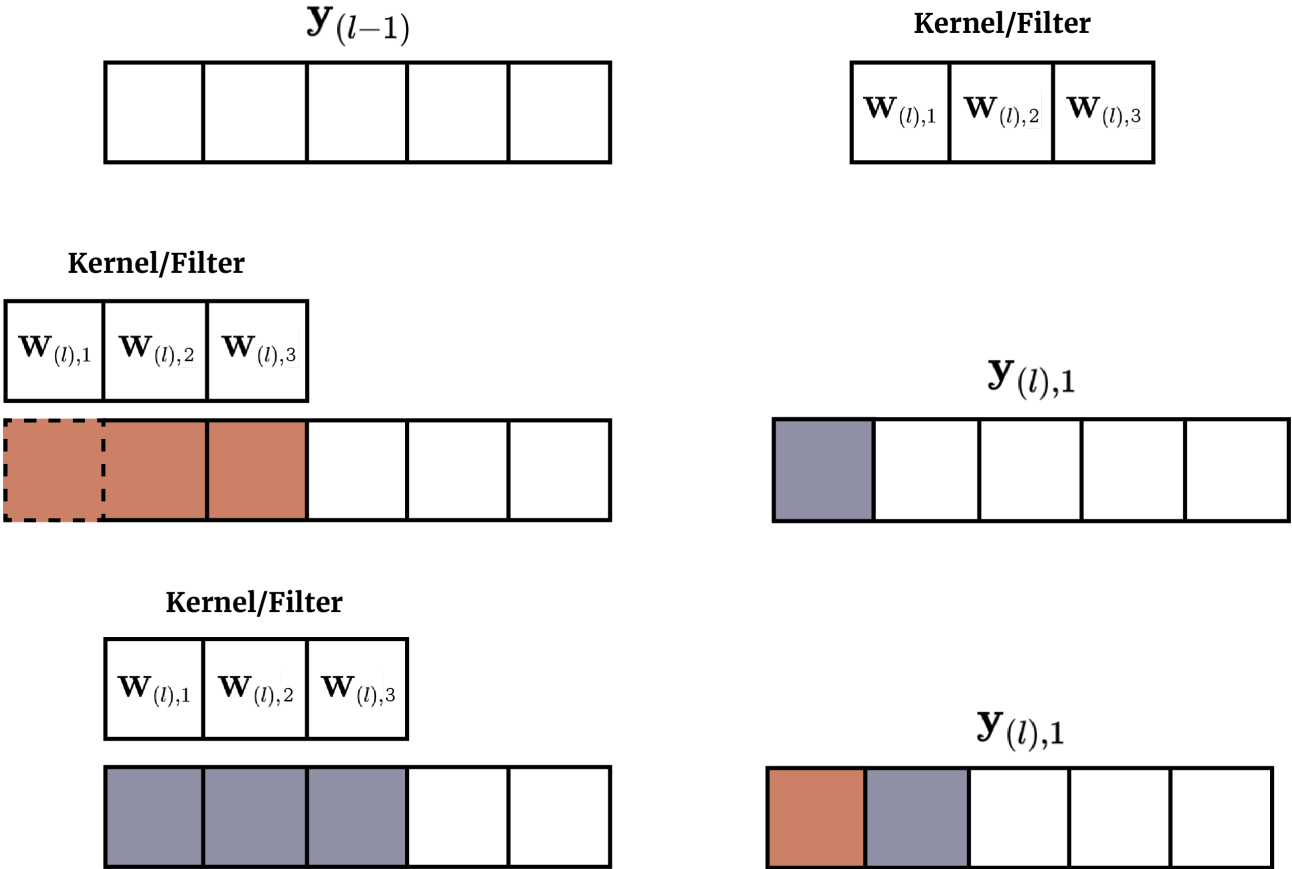 𝐲₍ₗ₋₁₎
Kernel/Filter
𝐰₍ₗ₎,₁ 𝐰₍ₗ₎,₂ 𝐰₍ₗ₎,₃
Kernel/Filter
𝐰₍ₗ₎,₁ 𝐰₍ₗ₎,₂ 𝐰₍ₗ₎,₃
𝐲₍ₗ₎,₁
Kernel/Filter
𝐰₍ₗ₎,₁ 𝐰₍ₗ₎,₂ 𝐰₍ₗ₎,₃
𝐲₍ₗ₎,₁